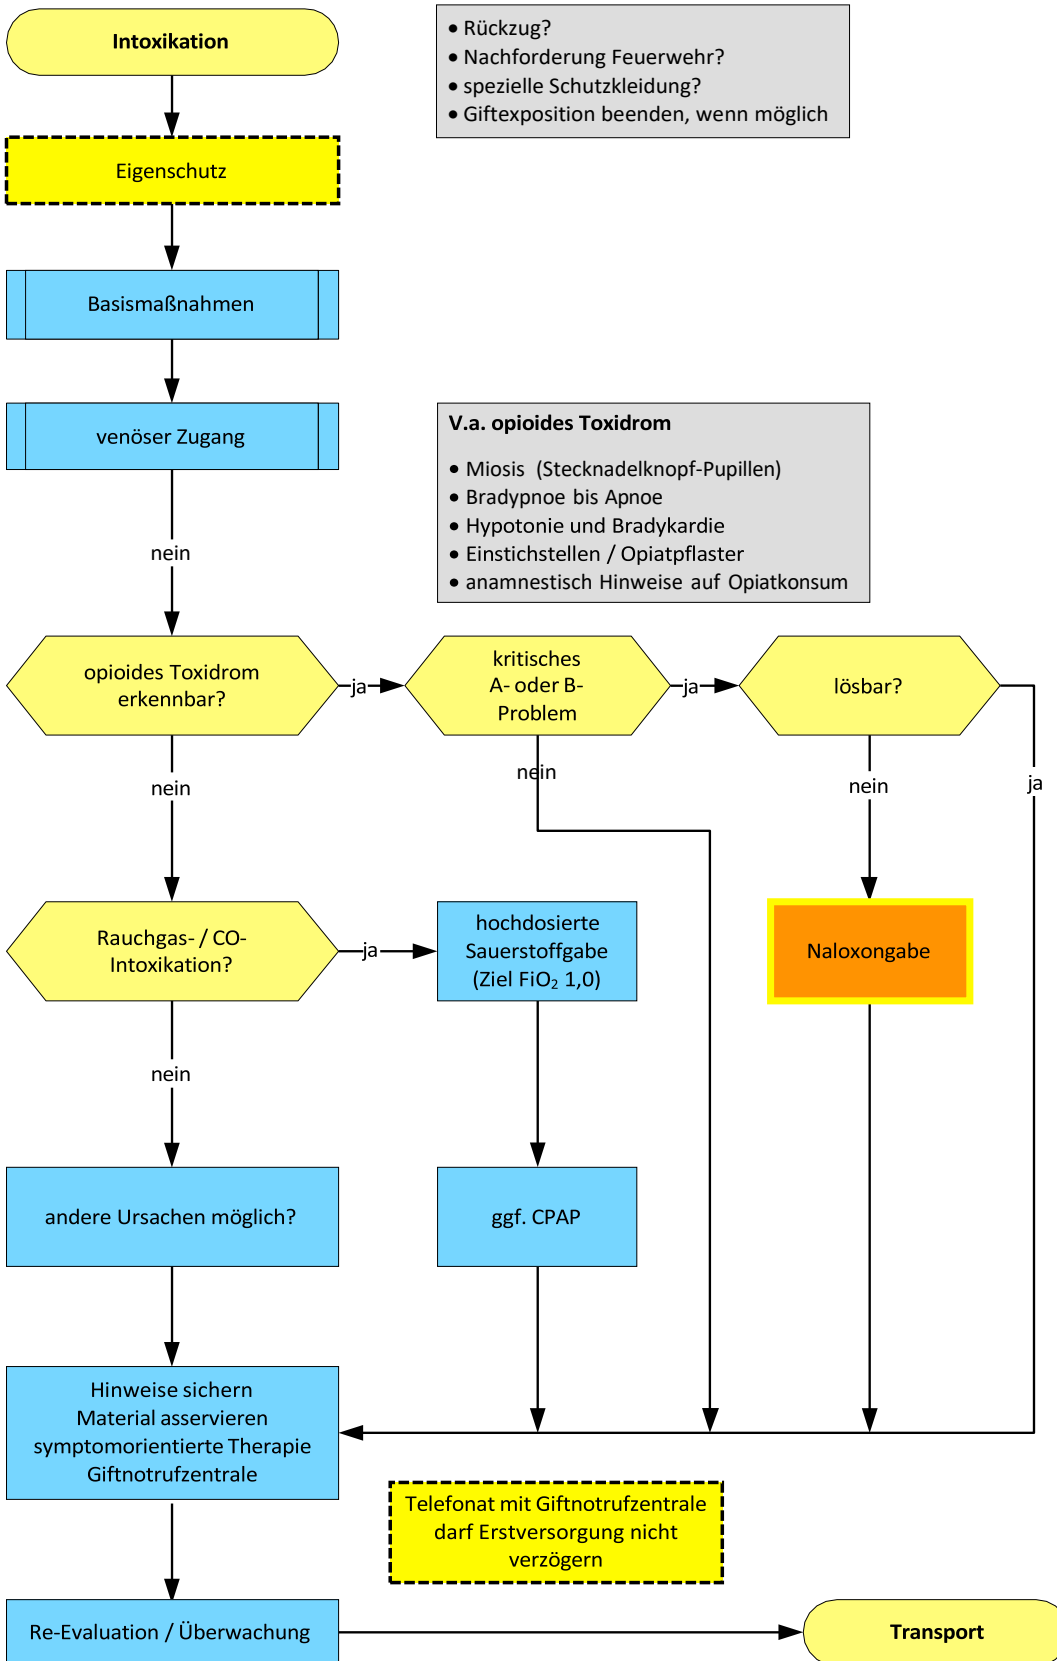 Intoxikation
• Rückzug?
• Nachforderung Feuerwehr?
• spezielle Schutzkleidung?
• Giftexposition beenden, wenn möglich
Eigenschutz
Basismaßnahmen
venöser Zugang
V.a. opioides Toxidrom
• Miosis (Stecknadelknopf-Pupillen)
• Bradypnoe bis Apnoe
• Hypotonie und Bradykardie
• Einstichstellen / Opiatpflaster
• anamnestisch Hinweise auf Opiatkonsum
nein
opioides Toxidrom
erkennbar?
ja
kritisches
A- oder B-
Problem
ja
lösbar?
nein
nein
nein
ja
Rauchgas- / CO-
Intoxikation?
ja
hochdosierte
Sauerstoffgabe
(Ziel FiO₂ 1,0)
Naloxongabe
nein
andere Ursachen möglich?
ggf. CPAP
Hinweise sichern
Material asservieren
symptomorientierte Therapie
Giftnotrufzentrale
Telefonat mit Giftnotrufzentrale
darf Erstversorgung nicht
verzögern
Re-Evaluation / Überwachung
Transport